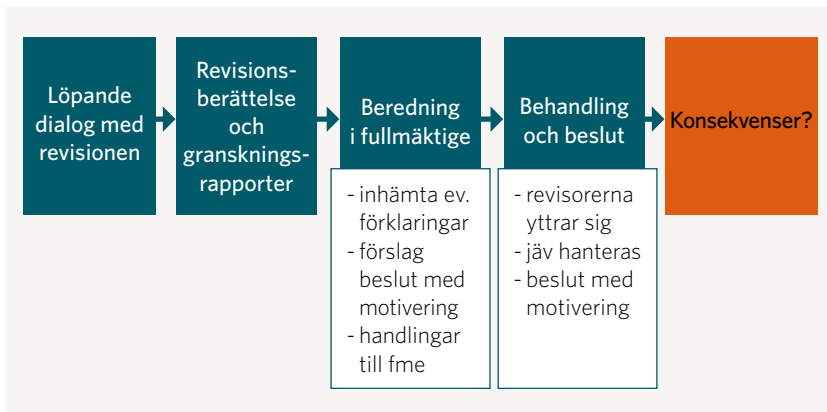 Löpande
dialog med
revisionen
Revisions-
berättelse
och
gransknings-
rapporter
Beredning
i fullmäktige
- inhämta ev.
förklaringar
- förslag
beslut med
motivering
- handlingar
till fme
Behandling
och beslut
- revisorerna
yttrar sig
- jäv hanteras
- beslut med
motivering
Konsekvenser?